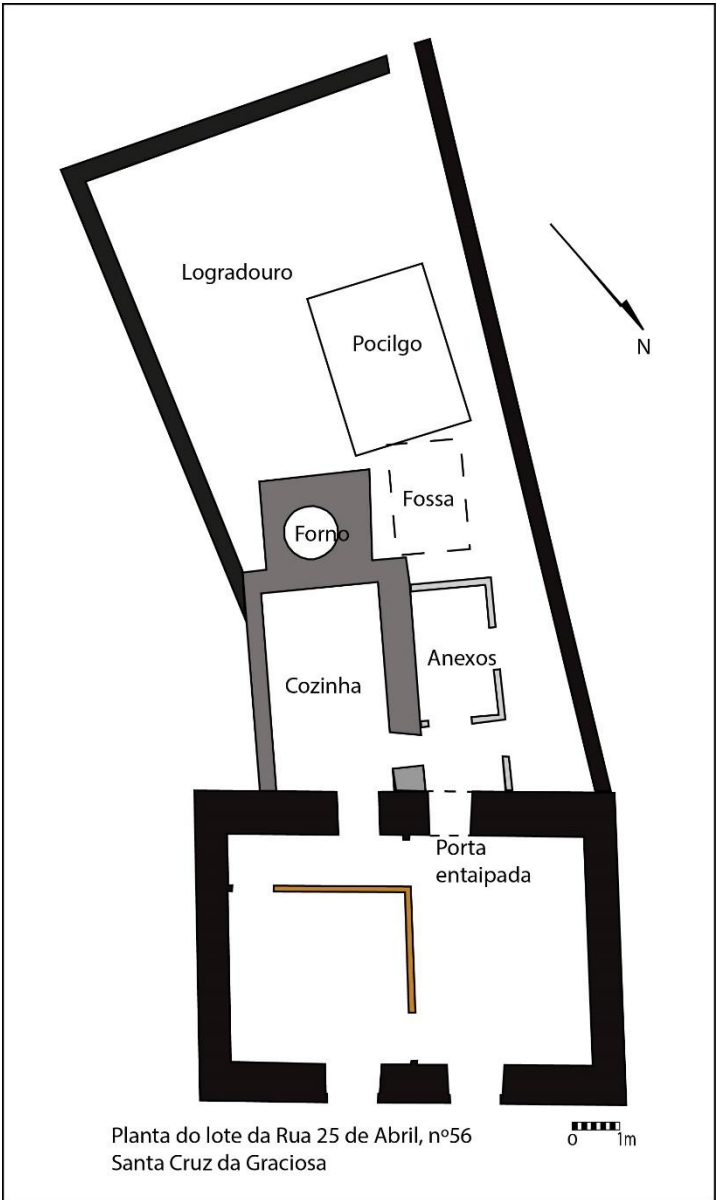 Logradouro
Pocilgo
N
Fossa
Forno
Anexos
Cozinha
Porta
entaipada
Planta do lote da Rua 25 de Abril, nº56
Santa Cruz da Graciosa
0 1m